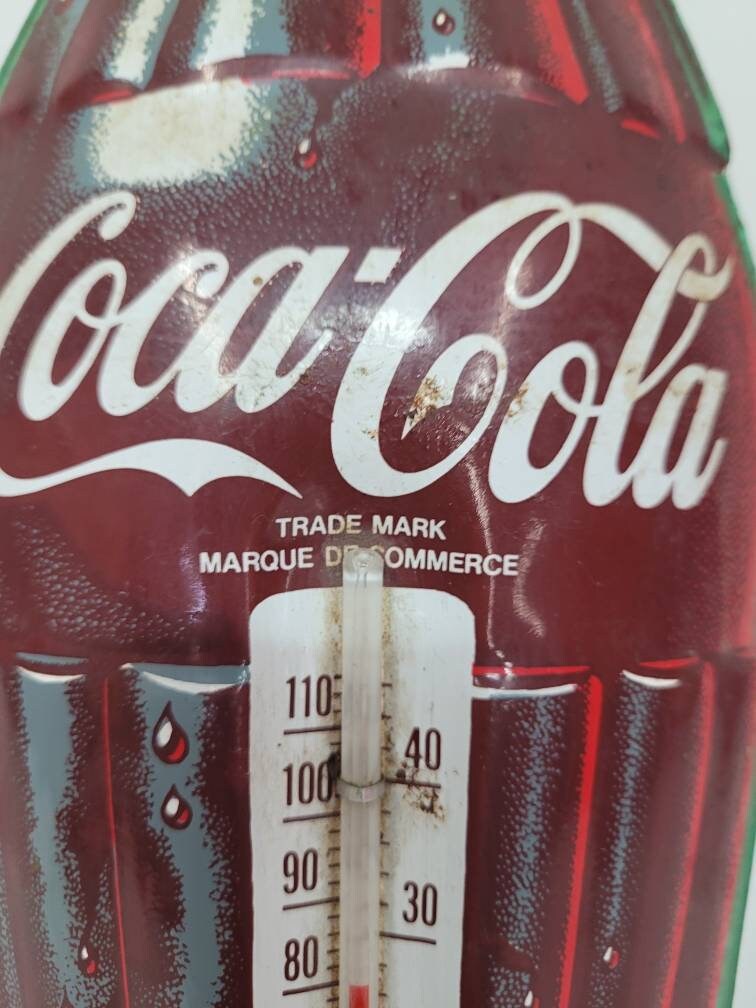 Coca-Cola
TRADE MARK
MARQUE DE COMMERCE
110
40
100
90
30
80